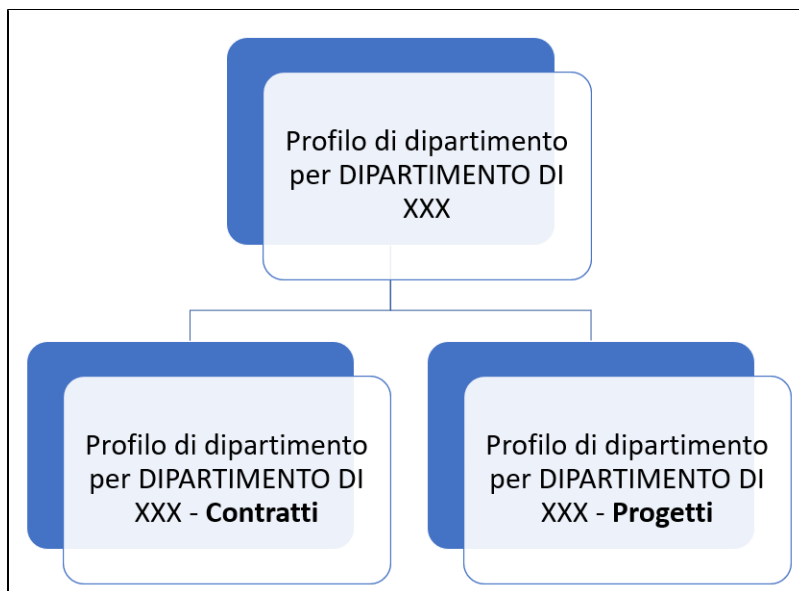 Profilo di dipartimento
per DIPARTIMENTO DI
XXX
Profilo di dipartimento
per DIPARTIMENTO DI
XXX - Contratti
Profilo di dipartimento
per DIPARTIMENTO DI
XXX - Progetti